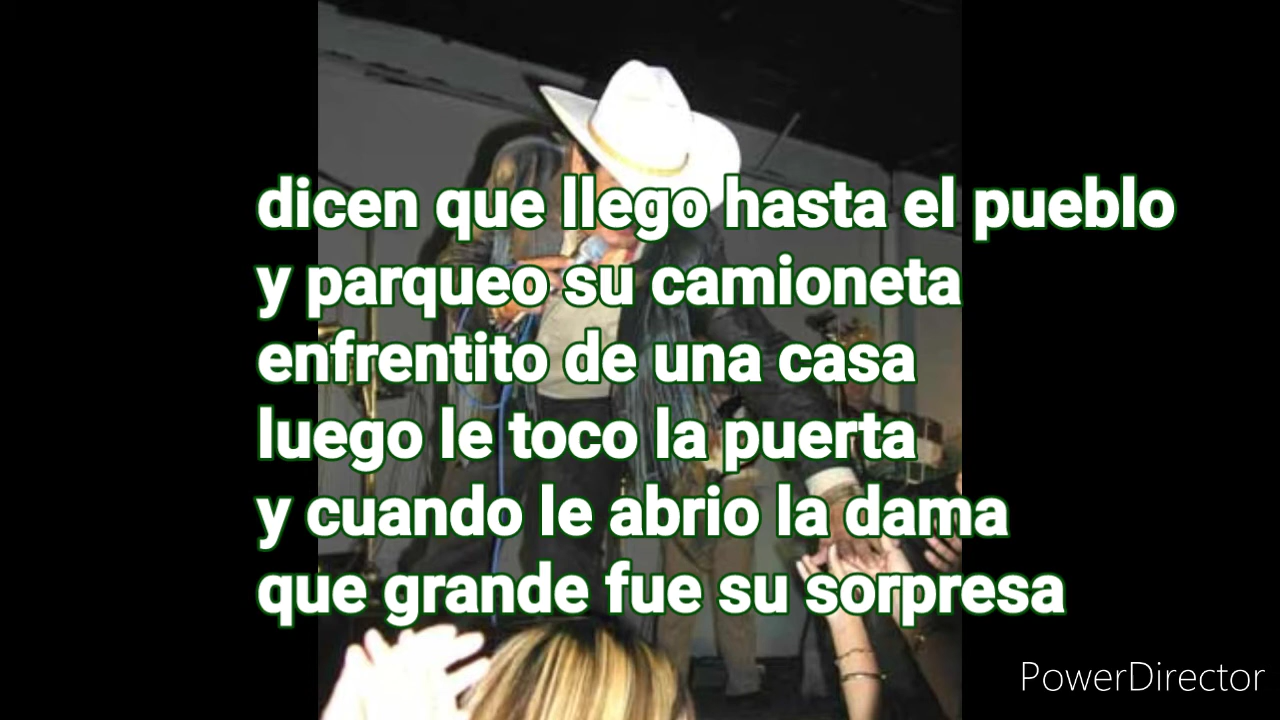 dicen que llego hasta el pueblo
y parqueo su camioneta
enfrentito de una casa
luego le toco la puerta
y cuando le abrio la dama
que grande fue su sorpresa
PowerDirector